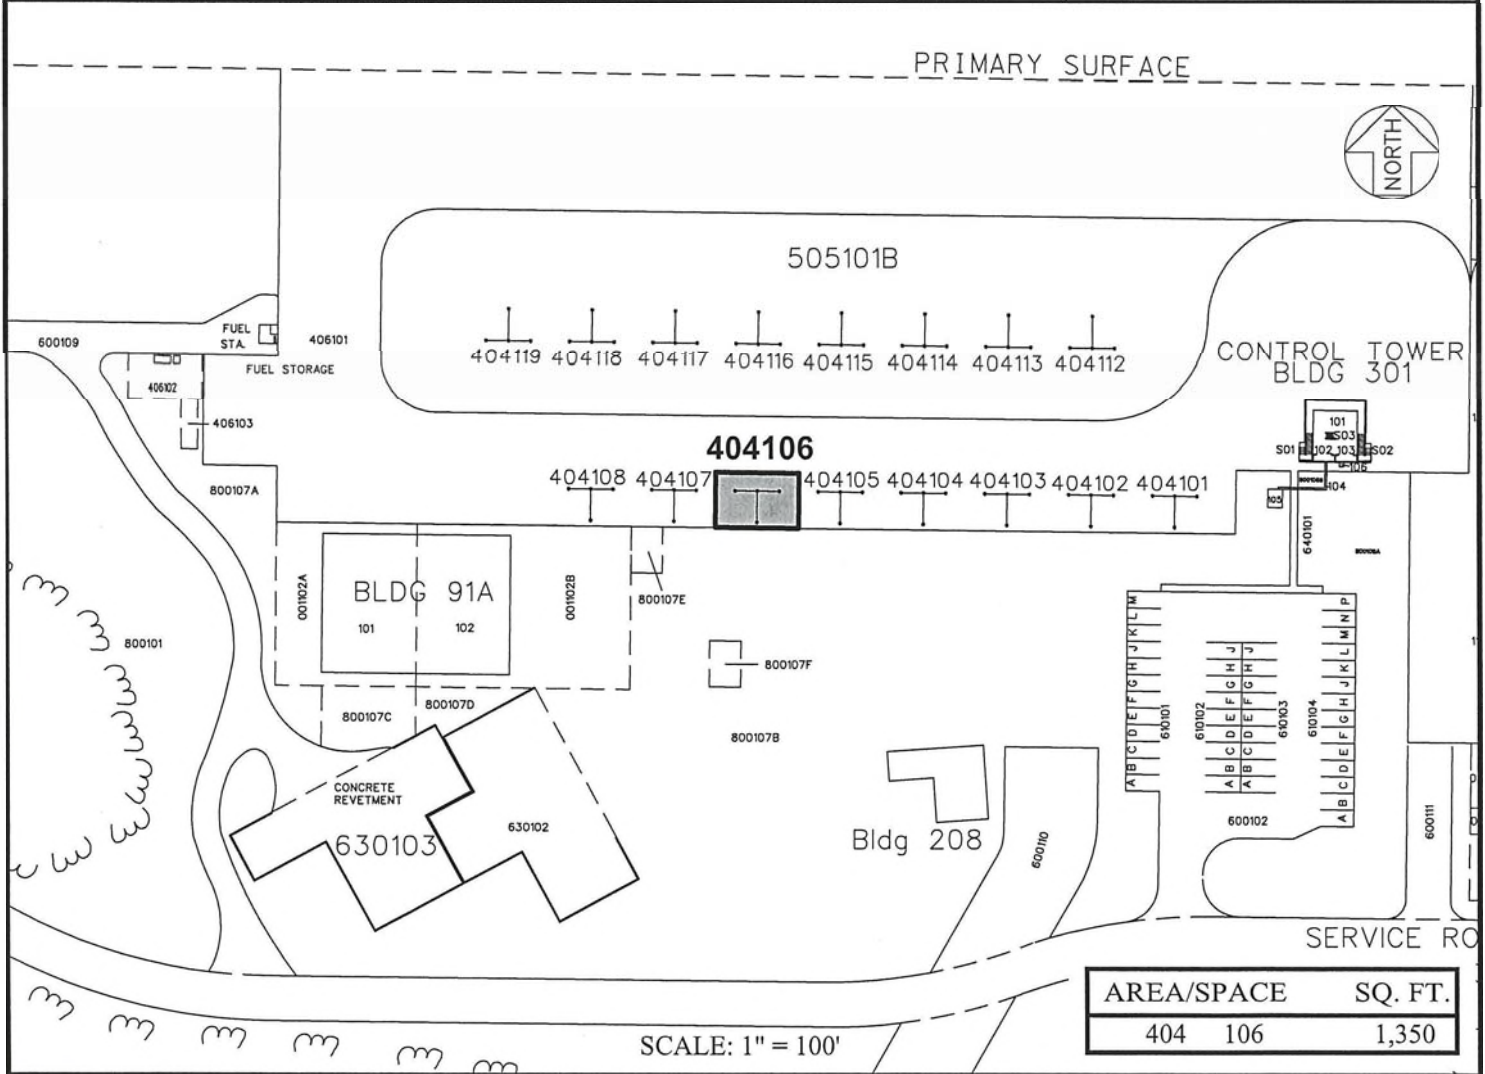 PRIMARY SURFACE
NORTH
505101B
404119 404118 404117 404116 404115 404114 404113 404112
600109
FUEL
STA.
406101
FUEL STORAGE
406102
406103
CONTROL TOWER
BLDG 301
101
S03
S01 102 103 S02
106
104
105
404106
404108 404107 404105 404104 404103 404102 404101
800107A
640101
001102A
BLDG 91A
101 102
001102B
800107E
800101
800107F
800107C
800107D
800107B
CONCRETE
REVETMENT
630103
630102
Bldg 208
600110
M L K J H G F E D C B A
610101
610102
J H G F E D C B A
J H G F E D C B A
610103
610104
P N M L K J H G F E D C B A
600102
600111
SERVICE RO
AREA/SPACE SQ. FT.
404 106 1,350
SCALE: 1" = 100'